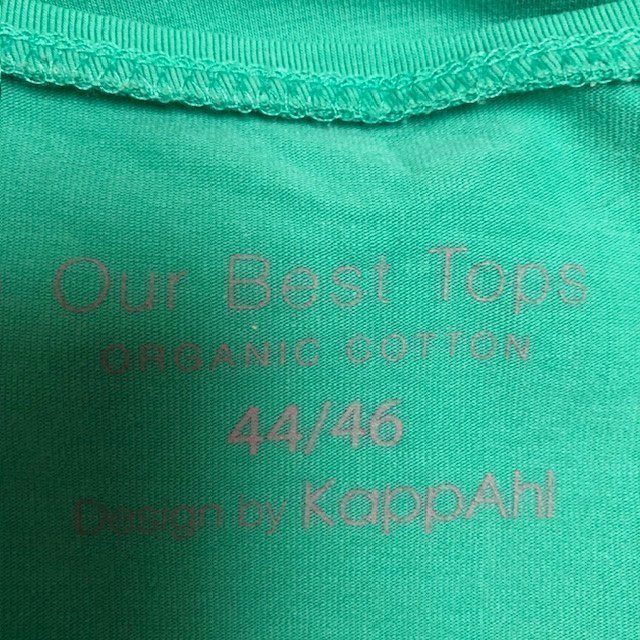 Our Best Tops
ORGANIC COTTON
44/46
Design by KappAhl